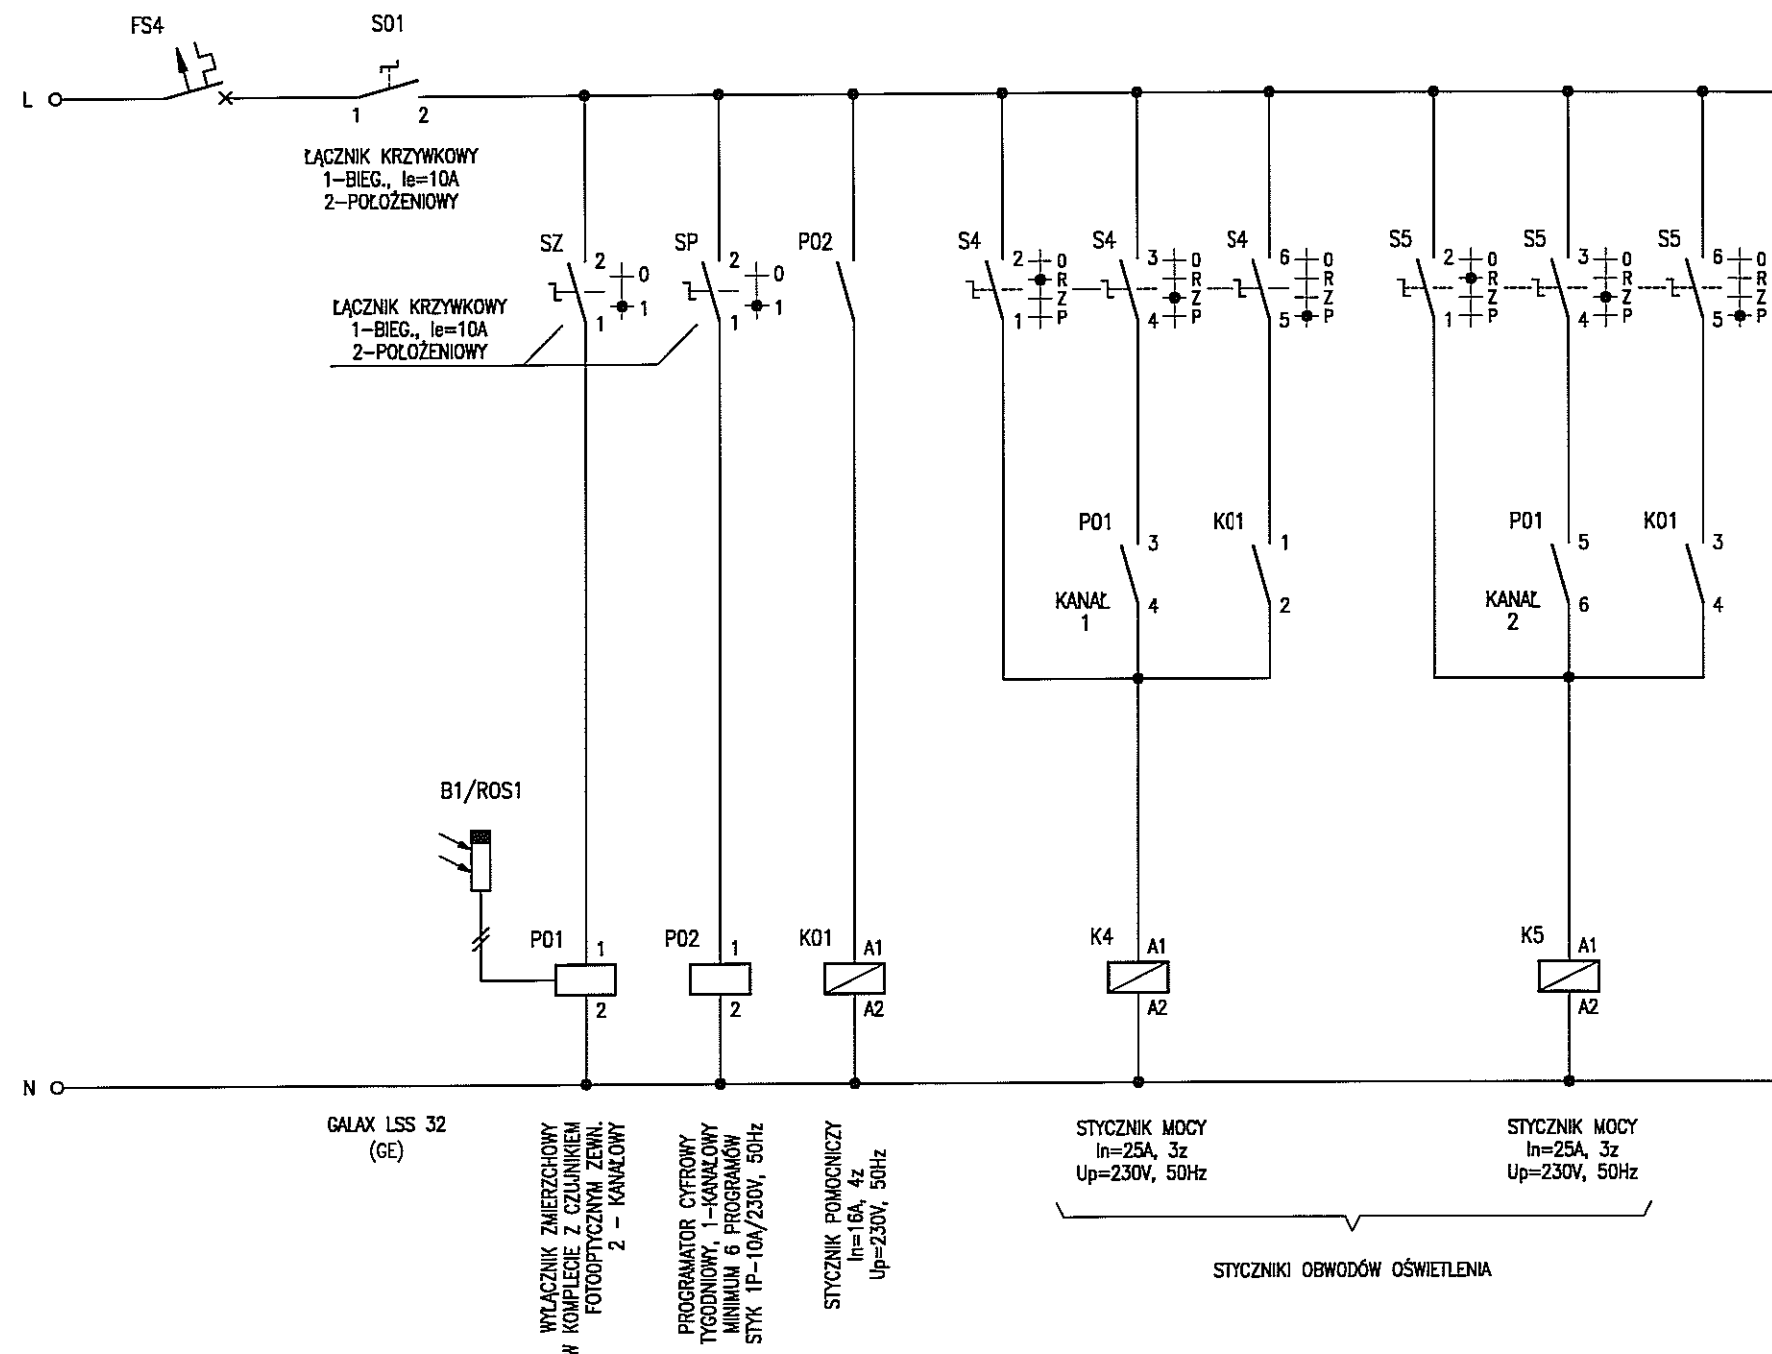 FS4
S01
L
1 2
ŁĄCZNIK KRZYWKOWY
1-BIEG., Ie=10A
2-POŁOŻENIOWY
SZ
2
0
1
1
SP
2
0
1
1
P02
ŁĄCZNIK KRZYWKOWY
1-BIEG., Ie=10A
2-POŁOŻENIOWY
S4
2
1
0
R
Z
P
S4
3
4
0
R
Z
P
S4
6
5
0
R
Z
P
S5
2
1
0
R
Z
P
S5
3
4
0
R
Z
P
S5
6
5
0
R
Z
P
P01
3
4
KANAŁ
1
K01
1
2
P01
5
6
KANAŁ
2
K01
3
4
B1/ROS1
P01
1
2
P02
1
2
K01
A1
A2
K4
A1
A2
K5
A1
A2
N
GALAX LSS 32
(GE)
WYŁĄCZNIK ZMIERZCHOWY
W KOMPLECIE Z CZUJNIKIEM
FOTOOPTYCZNYM ZEWN.
2 - KANAŁOWY
PROGRAMATOR CYFROWY
TYGODNIOWY, 1-KANAŁOWY
MINIMUM 6 PROGRAMÓW
STYK 1P-10A/230V, 50Hz
STYCZNIK POMOCNICZY
In=16A, 4z
Up=230V, 50Hz
STYCZNIK MOCY
In=25A, 3z
Up=230V, 50Hz
STYCZNIK MOCY
In=25A, 3z
Up=230V, 50Hz
STYCZNIKI OBWODÓW OŚWIETLENIA